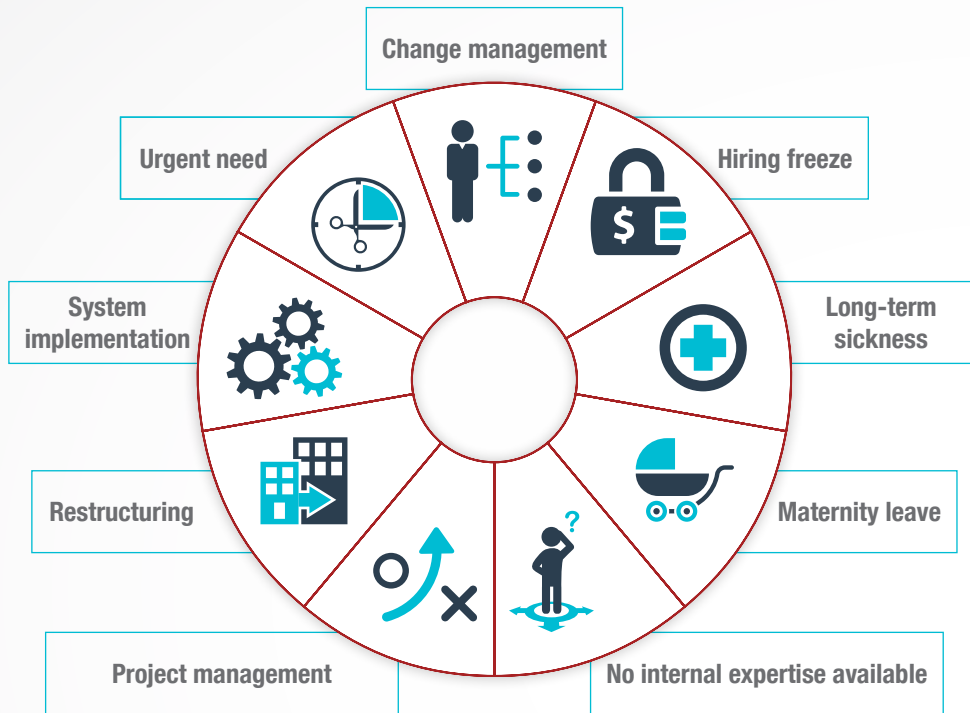 Change management
Urgent need
Hiring freeze
$
System
implementation
Long-term
sickness
Restructuring
Maternity leave
?
Project management
No internal expertise available